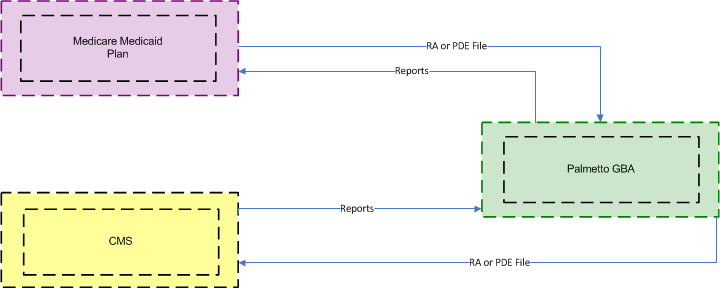 Medicare Medicaid
Plan
RA or PDE File
Reports
Palmetto GBA
CMS
Reports
RA or PDE File